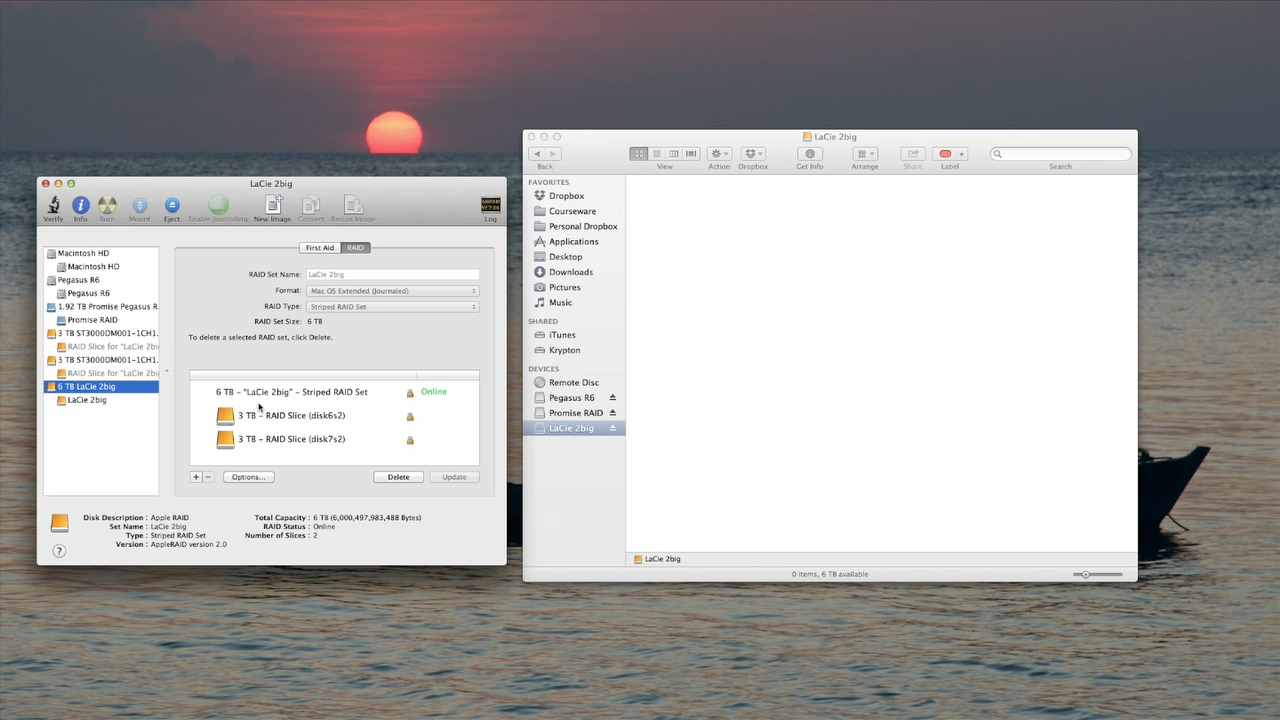 LaCie 2big
Verify
Info
Burn
Mount
Eject
Enable Journaling
New Image
Convert
Resize Image
Log
Macintosh HD
Macintosh HD
Pegasus R6
Pegasus R6
1.92 TB Promise Pegasus R.
Promise RAID
3 TB ST3000DM001-1CH1.
RAID Slice for "LaCie 2bi
3 TB ST3000DM001-1CH1.
RAID Slice for "LaCie 2bi
6 TB LaCie 2big
LaCie 2big
First Aid
RAID
RAID Set Name: LaCie 2big
Format: Mac OS Extended (Journaled)
RAID Type: Striped RAID Set
RAID Set Size: 6 TB
To delete a selected RAID set, click Delete.
6 TB – "LaCie 2big" – Striped RAID Set Online
3 TB – RAID Slice (disk6s2)
3 TB – RAID Slice (disk7s2)
+ − Options... Delete Update
Disk Description : Apple RAID
Set Name : LaCie 2big
Type : Striped RAID Set
Version : AppleRAID version 2.0
Total Capacity : 6 TB (6,000,497,983,488 Bytes)
RAID Status : Online
Number of Slices : 2
?
LaCie 2big
Back
View
Action
Dropbox
Get Info
Arrange
Share
Label
Search
FAVORITES
Dropbox
Courseware
Personal Dropbox
Applications
Desktop
Downloads
Pictures
Music
SHARED
iTunes
Krypton
DEVICES
Remote Disc
Pegasus R6
Promise RAID
LaCie 2big
LaCie 2big
0 items, 6 TB available